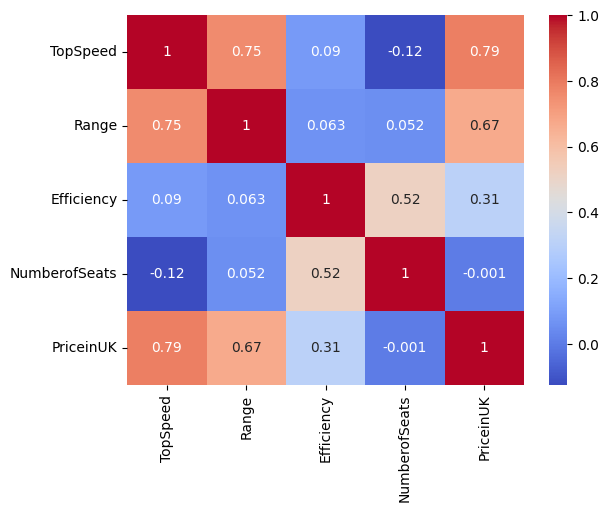 1.0
TopSpeed 1 0.75 0.09 -0.12 0.79
0.8
Range 0.75 1 0.063 0.052 0.67
0.6
Efficiency 0.09 0.063 1 0.52 0.31
0.4
0.2
NumberofSeats -0.12 0.052 0.52 1 -0.001
PriceinUK 0.79 0.67 0.31 -0.001 1
0.0
TopSpeed Range Efficiency NumberofSeats PriceinUK